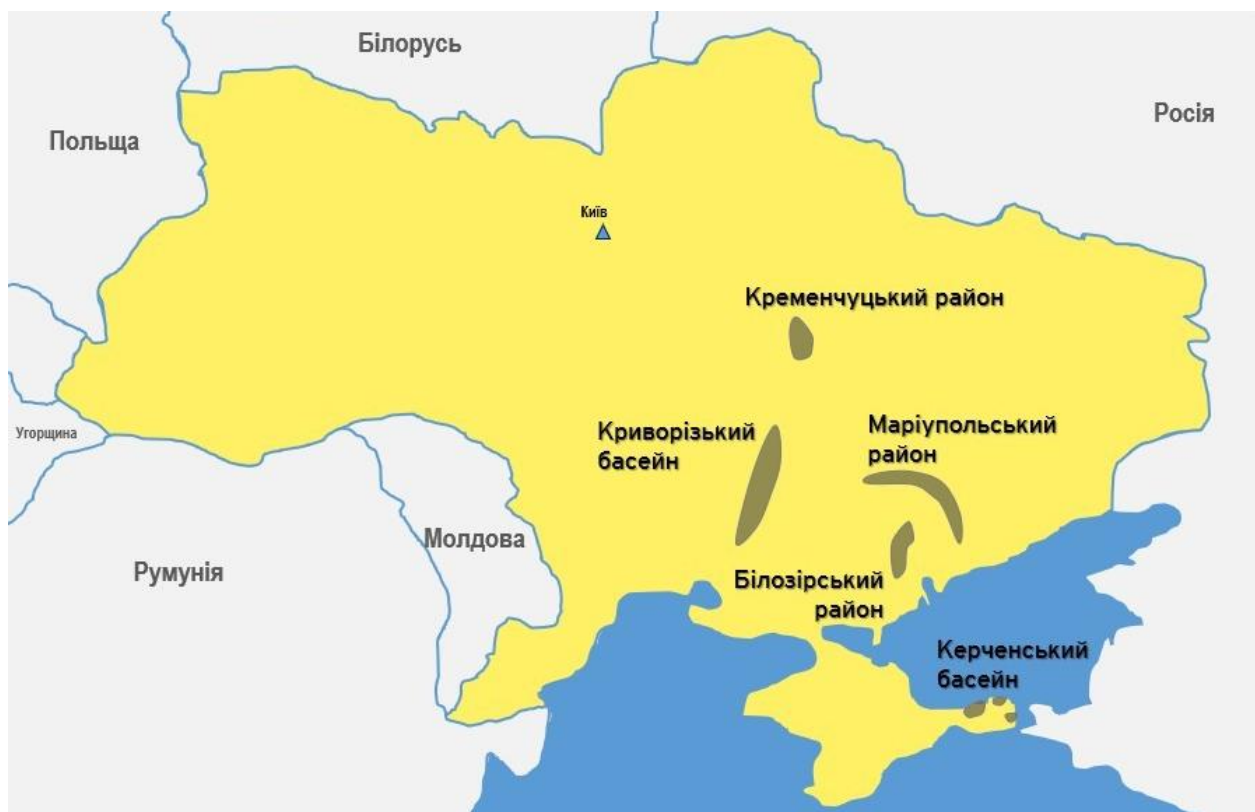 Білорусь
Польща
Росія
Київ
Кременчуцький район
Угорщина
Криворізький
басейн
Маріупольський
район
Молдова
Румунія
Білозірський
район
Керченський
басейн